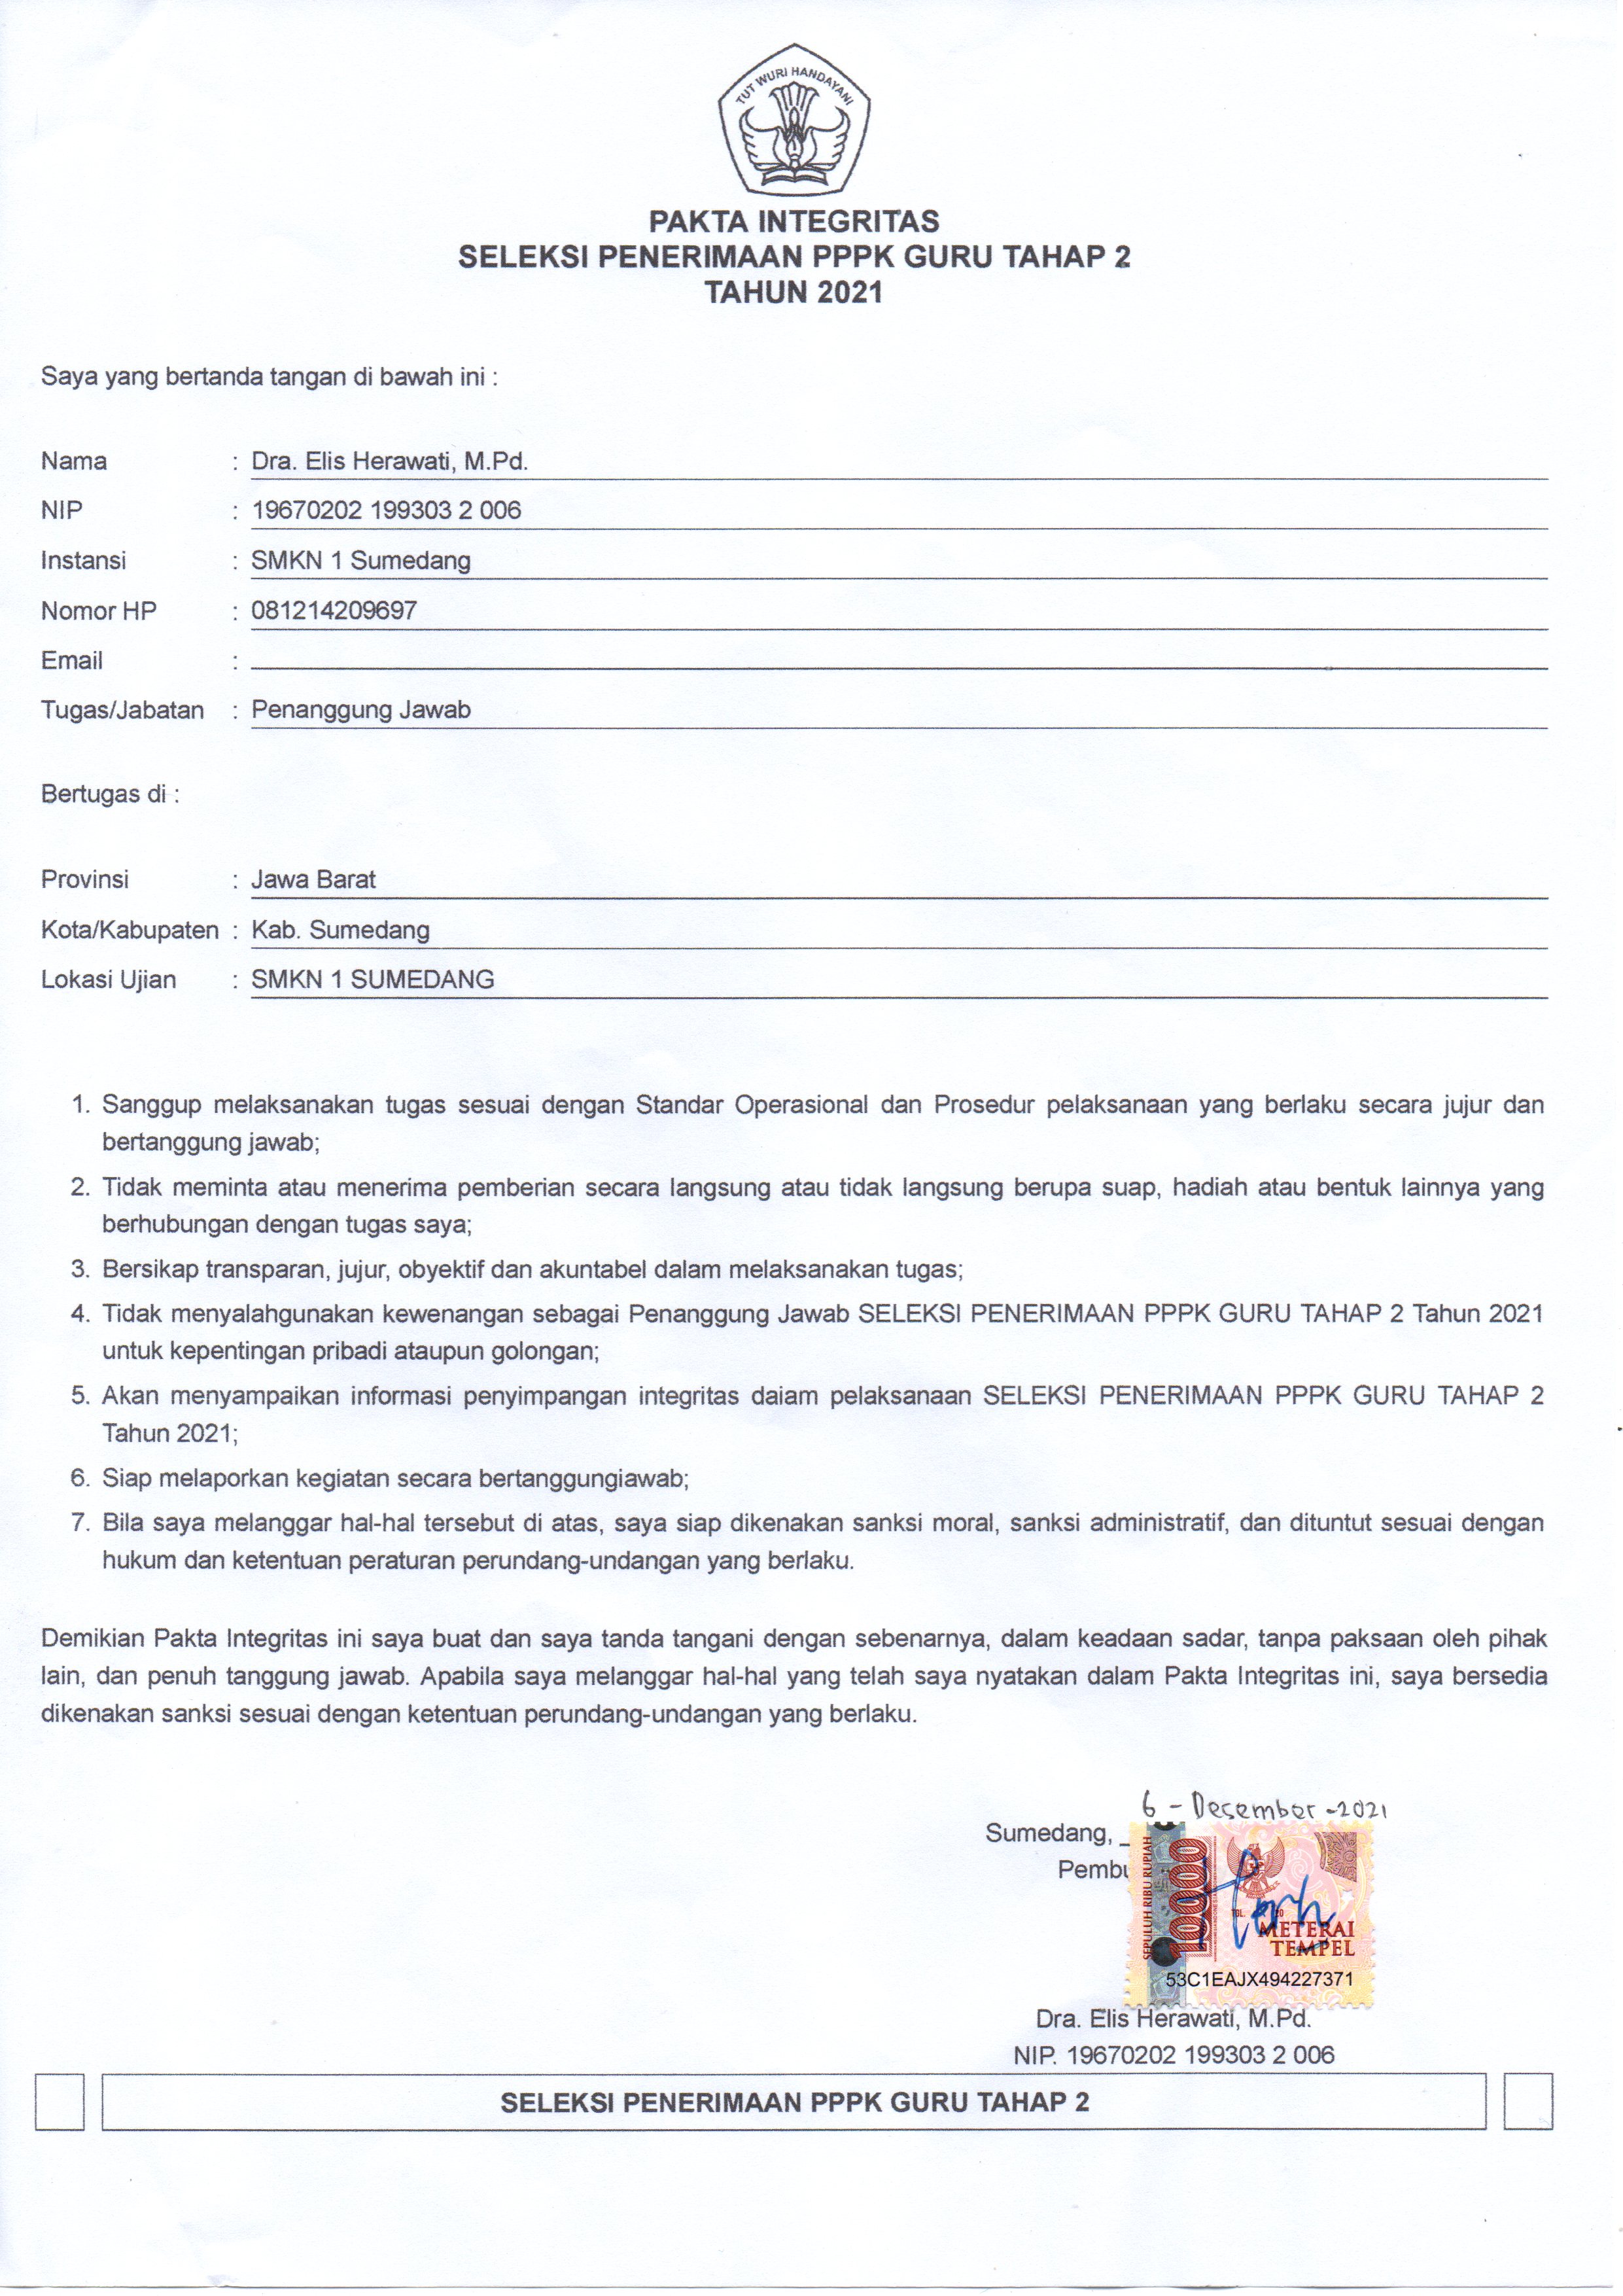 TUT WURI HANDAYANI
PAKTA INTEGRITAS
SELEKSI PENERIMAAN PPPK GURU TAHAP 2
TAHUN 2021
Saya yang bertanda tangan di bawah ini :
Nama : Dra. Elis Herawati, M.Pd.
NIP : 19670202 199303 2 006
Instansi : SMKN 1 Sumedang
Nomor HP : 081214209697
Email :
Tugas/Jabatan : Penanggung Jawab
Bertugas di :
Provinsi : Jawa Barat
Kota/Kabupaten : Kab. Sumedang
Lokasi Ujian : SMKN 1 SUMEDANG
1. Sanggup melaksanakan tugas sesuai dengan Standar Operasional dan Prosedur pelaksanaan yang berlaku secara jujur dan
bertanggung jawab;
2. Tidak meminta atau menerima pemberian secara langsung atau tidak langsung berupa suap, hadiah atau bentuk lainnya yang
berhubungan dengan tugas saya;
3. Bersikap transparan, jujur, obyektif dan akuntabel dalam melaksanakan tugas;
4. Tidak menyalahgunakan kewenangan sebagai Penanggung Jawab SELEKSI PENERIMAAN PPPK GURU TAHAP 2 Tahun 2021
untuk kepentingan pribadi ataupun golongan;
5. Akan menyampaikan informasi penyimpangan integritas daiam pelaksanaan SELEKSI PENERIMAAN PPPK GURU TAHAP 2
Tahun 2021;
6. Siap melaporkan kegiatan secara bertanggungiawab;
7. Bila saya melanggar hal-hal tersebut di atas, saya siap dikenakan sanksi moral, sanksi administratif, dan dituntut sesuai dengan
hukum dan ketentuan peraturan perundang-undangan yang berlaku.
Demikian Pakta Integritas ini saya buat dan saya tanda tangani dengan sebenarnya, dalam keadaan sadar, tanpa paksaan oleh pihak
lain, dan penuh tanggung jawab. Apabila saya melanggar hal-hal yang telah saya nyatakan dalam Pakta Integritas ini, saya bersedia
dikenakan sanksi sesuai dengan ketentuan perundang-undangan yang berlaku.
6 - Desember - 2021
Sumedang,
Pembu
SEPULUH RIBU RUPIAH
10000
TGL. 20
METERAI
TEMPEL
53C1EAJX494227371
Dra. Elis Herawati, M.Pd.
NIP. 19670202 199303 2 006
SELEKSI PENERIMAAN PPPK GURU TAHAP 2